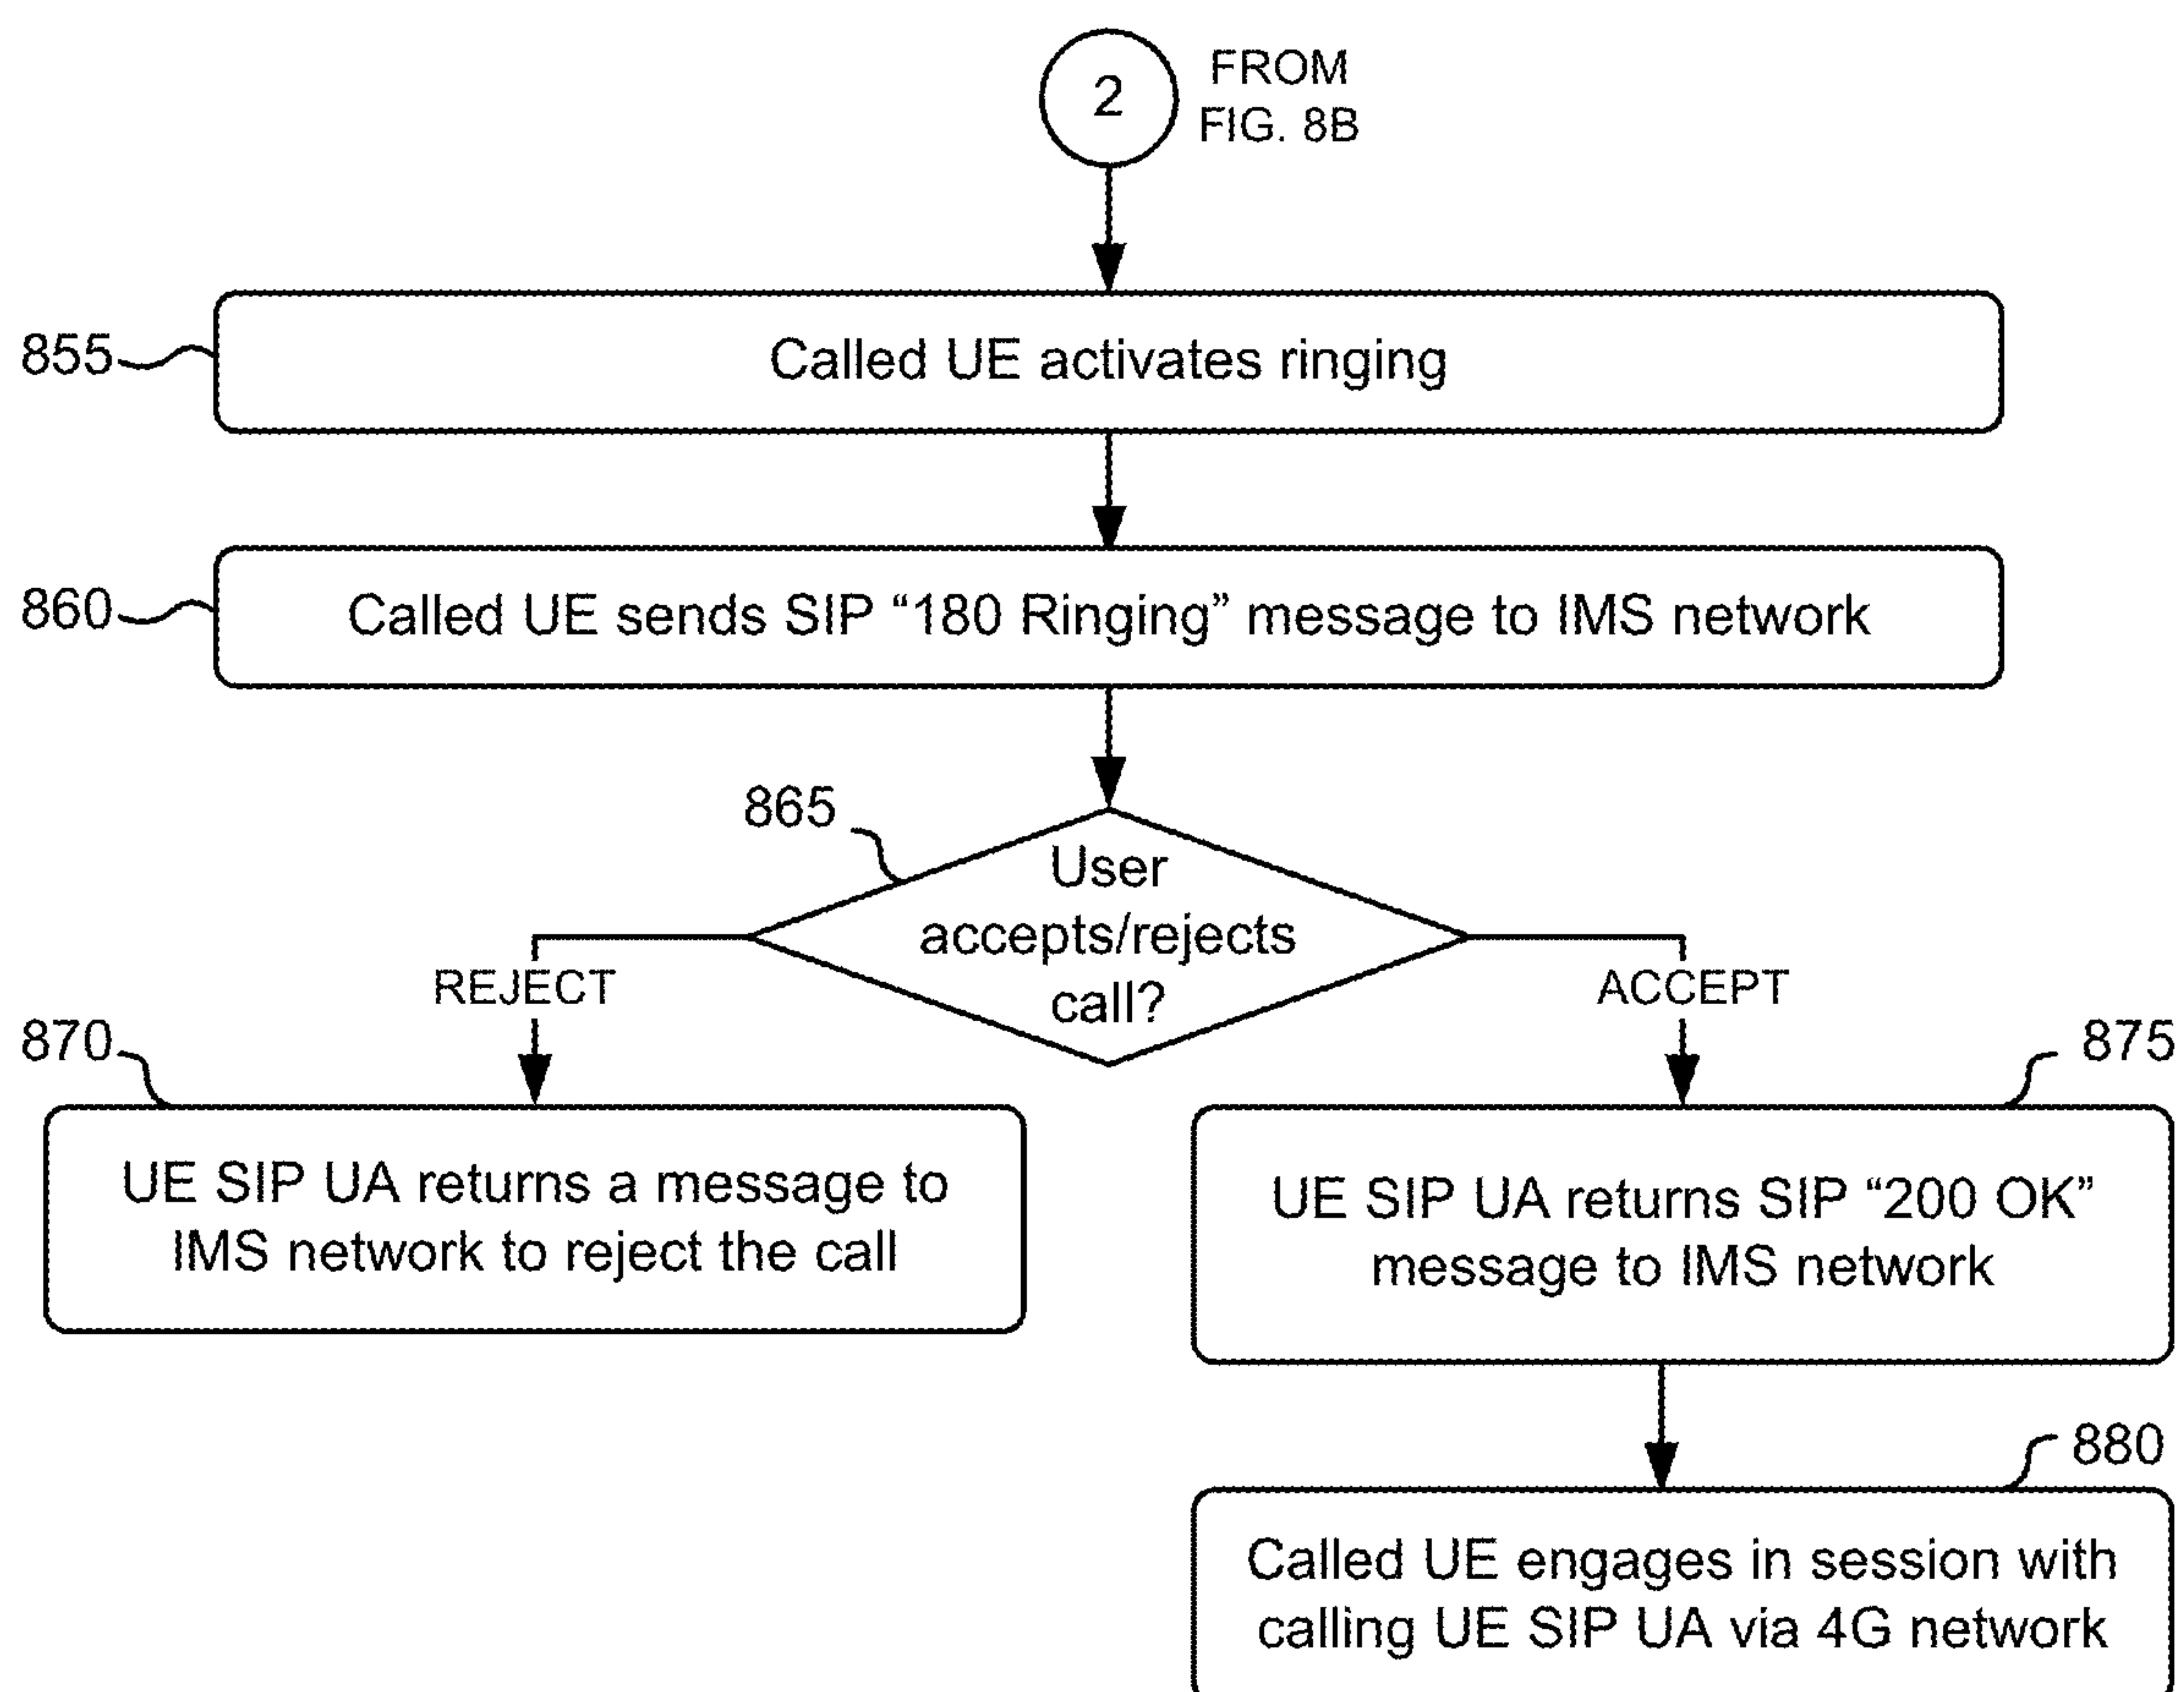 2
FROM
FIG. 8B
855
Called UE activates ringing
860
Called UE sends SIP “180 Ringing” message to IMS network
865
User
accepts/rejects
call?
REJECT
ACCEPT
870
UE SIP UA returns a message to
IMS network to reject the call
875
UE SIP UA returns SIP “200 OK”
message to IMS network
880
Called UE engages in session with
calling UE SIP UA via 4G network